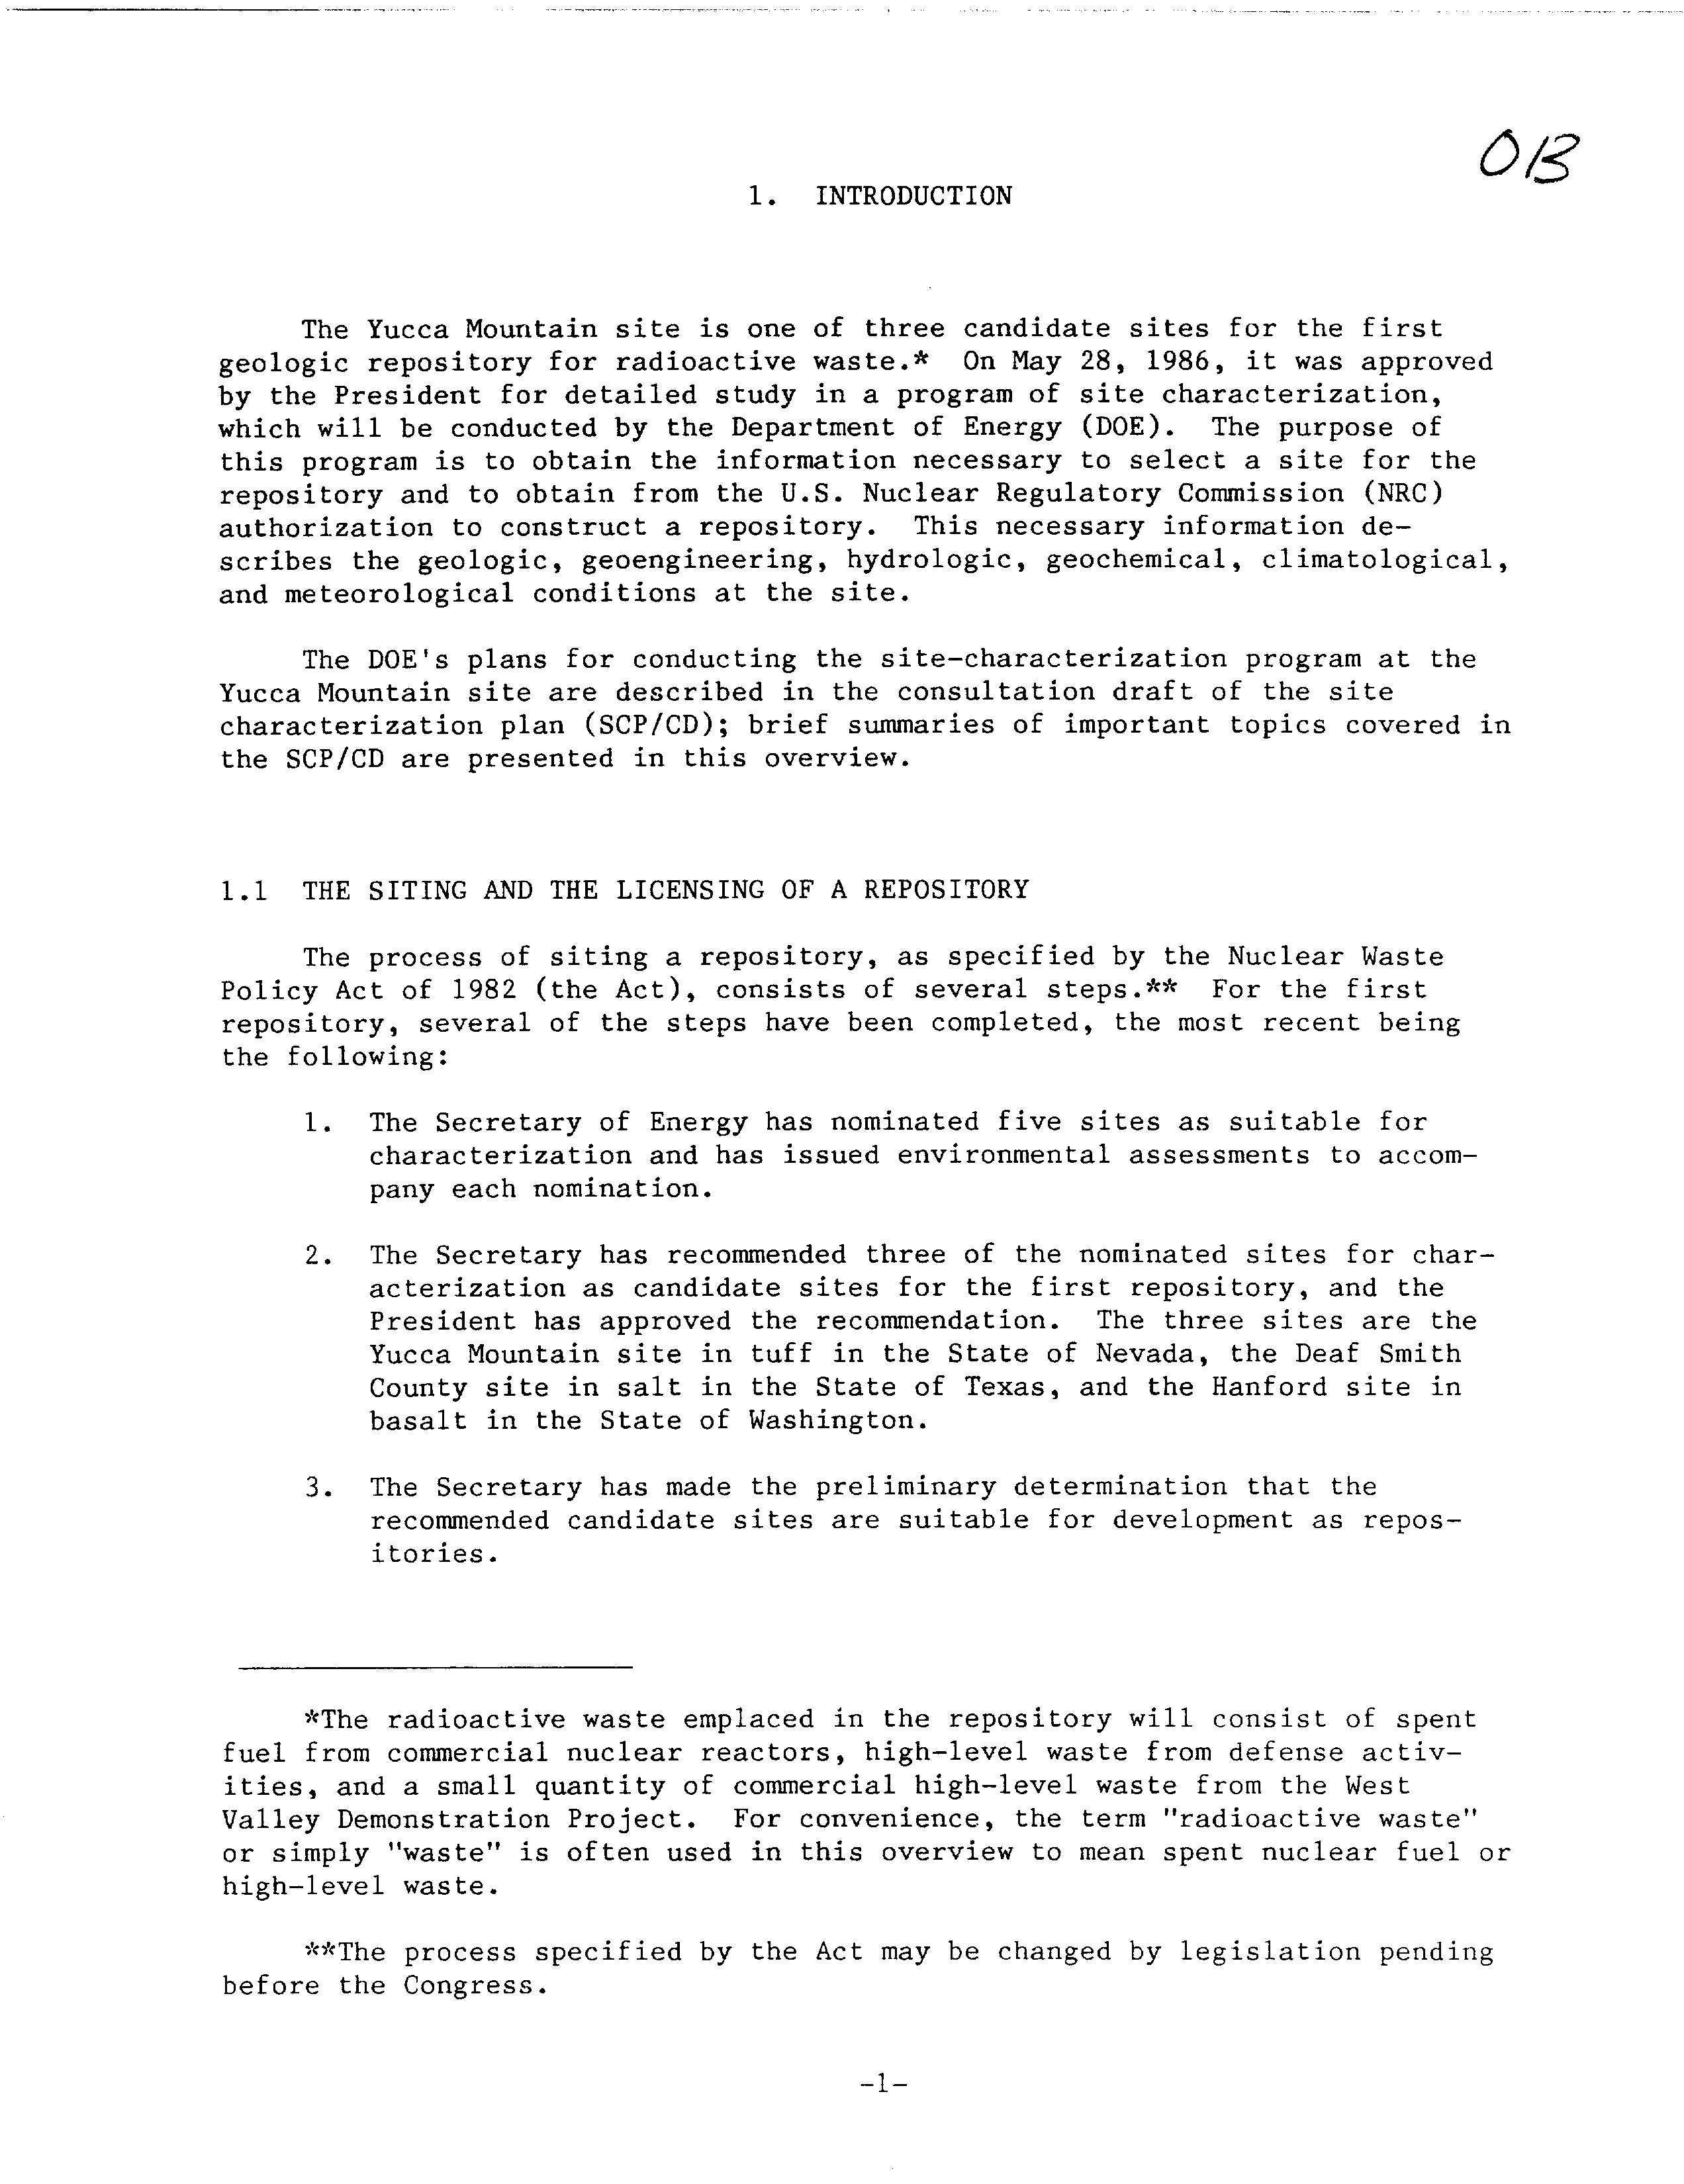 OB
1. INTRODUCTION
The Yucca Mountain site is one of three candidate sites for the first
geologic repository for radioactive waste.* On May 28, 1986, it was approved
by the President for detailed study in a program of site characterization,
which will be conducted by the Department of Energy (DOE). The purpose of
this program is to obtain the information necessary to select a site for the
repository and to obtain from the U.S. Nuclear Regulatory Commission (NRC)
authorization to construct a repository. This necessary information de-
scribes the geologic, geoengineering, hydrologic, geochemical, climatological,
and meteorological conditions at the site.
The DOE's plans for conducting the site-characterization program at the
Yucca Mountain site are described in the consultation draft of the site
characterization plan (SCP/CD); brief summaries of important topics covered in
the SCP/CD are presented in this overview.
1.1 THE SITING AND THE LICENSING OF A REPOSITORY
The process of siting a repository, as specified by the Nuclear Waste
Policy Act of 1982 (the Act), consists of several steps.** For the first
repository, several of the steps have been completed, the most recent being
the following:
1. The Secretary of Energy has nominated five sites as suitable for
characterization and has issued environmental assessments to accom-
pany each nomination.
2. The Secretary has recommended three of the nominated sites for char-
acterization as candidate sites for the first repository, and the
President has approved the recommendation. The three sites are the
Yucca Mountain site in tuff in the State of Nevada, the Deaf Smith
County site in salt in the State of Texas, and the Hanford site in
basalt in the State of Washington.
3. The Secretary has made the preliminary determination that the
recommended candidate sites are suitable for development as repos-
itories.
*The radioactive waste emplaced in the repository will consist of spent
fuel from commercial nuclear reactors, high-level waste from defense activ-
ities, and a small quantity of commercial high-level waste from the West
Valley Demonstration Project. For convenience, the term "radioactive waste"
or simply "waste" is often used in this overview to mean spent nuclear fuel or
high-level waste.
**The process specified by the Act may be changed by legislation pending
before the Congress.
-1-